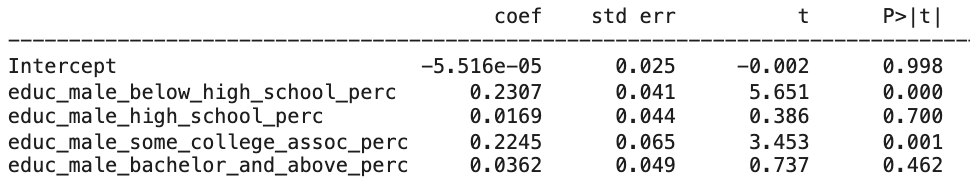 coef std err t P>|t|
Intercept -5.516e-05 0.025 -0.002 0.998
educ_male_below_high_school_perc 0.2307 0.041 5.651 0.000
educ_male_high_school_perc 0.0169 0.044 0.386 0.700
educ_male_some_college_assoc_perc 0.2245 0.065 3.453 0.001
educ_male_bachelor_and_above_perc 0.0362 0.049 0.737 0.462